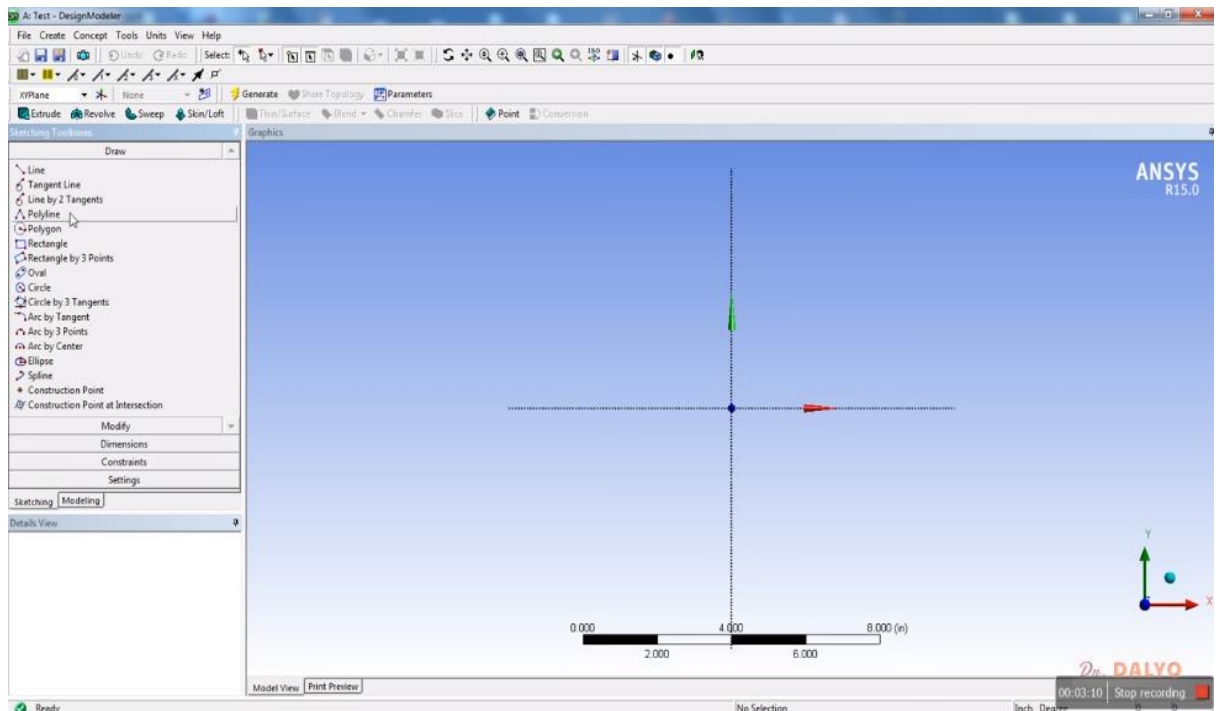 A: Test - DesignModeler
File Create Concept Tools Units View Help
Undo Redo Select:
XYPlane None Generate Share Topology Parameters
Extrude Revolve Sweep Skin/Loft Thin/Surface Blend Chamfer Slice Point Conversion
Sketching Toolboxes
Draw
Line
Tangent Line
Line by 2 Tangents
Polyline
Polygon
Rectangle
Rectangle by 3 Points
Oval
Circle
Circle by 3 Tangents
Arc by Tangent
Arc by 3 Points
Arc by Center
Ellipse
Spline
Construction Point
Construction Point at Intersection
Modify
Dimensions
Constraints
Settings
Sketching Modeling
Details View
Graphics
ANSYS
R15.0
Y
X
0.000 4.000 8.000 (in)
2.000 6.000
Dr. DALYO
Model View Print Preview
00:03:10 Stop recording
Ready No Selection Inch, Degree 0 0